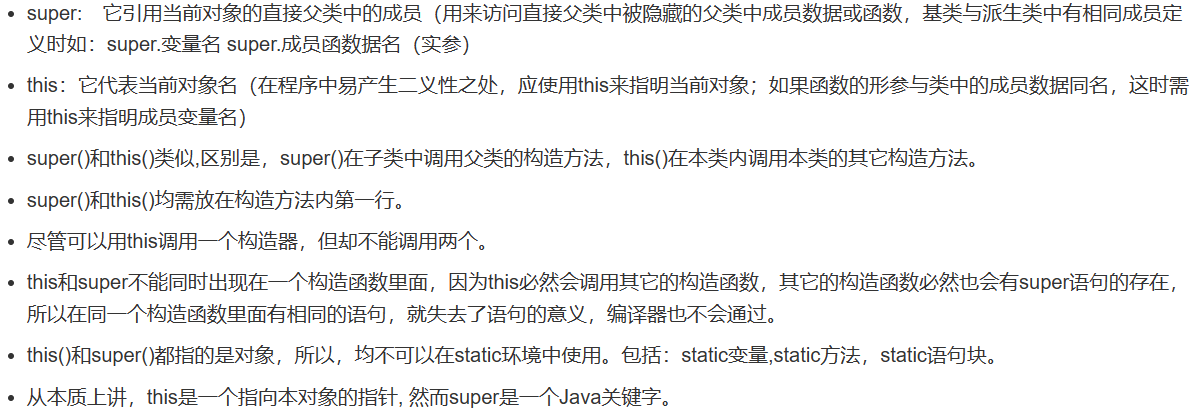 • super： 它引用当前对象的直接父类中的成员（用来访问直接父类中被隐藏的父类中成员数据或函数，基类与派生类中有相同成员定
义时如：super.变量名 super.成员函数据名（实参）
• this：它代表当前对象名（在程序中易产生二义性之处，应使用this来指明当前对象；如果函数的形参与类中的成员数据同名，这时需
用this来指明成员变量名）
• super()和this()类似,区别是，super()在子类中调用父类的构造方法，this()在本类内调用本类的其它构造方法。
• super()和this()均需放在构造方法内第一行。
• 尽管可以用this调用一个构造器，但却不能调用两个。
• this和super不能同时出现在一个构造函数里面，因为this必然会调用其它的构造函数，其它的构造函数必然也会有super语句的存在，
所以在同一个构造函数里面有相同的语句，就失去了语句的意义，编译器也不会通过。
• this()和super()都指的是对象，所以，均不可以在static环境中使用。包括：static变量,static方法，static语句块。
• 从本质上讲，this是一个指向本对象的指针, 然而super是一个Java关键字。